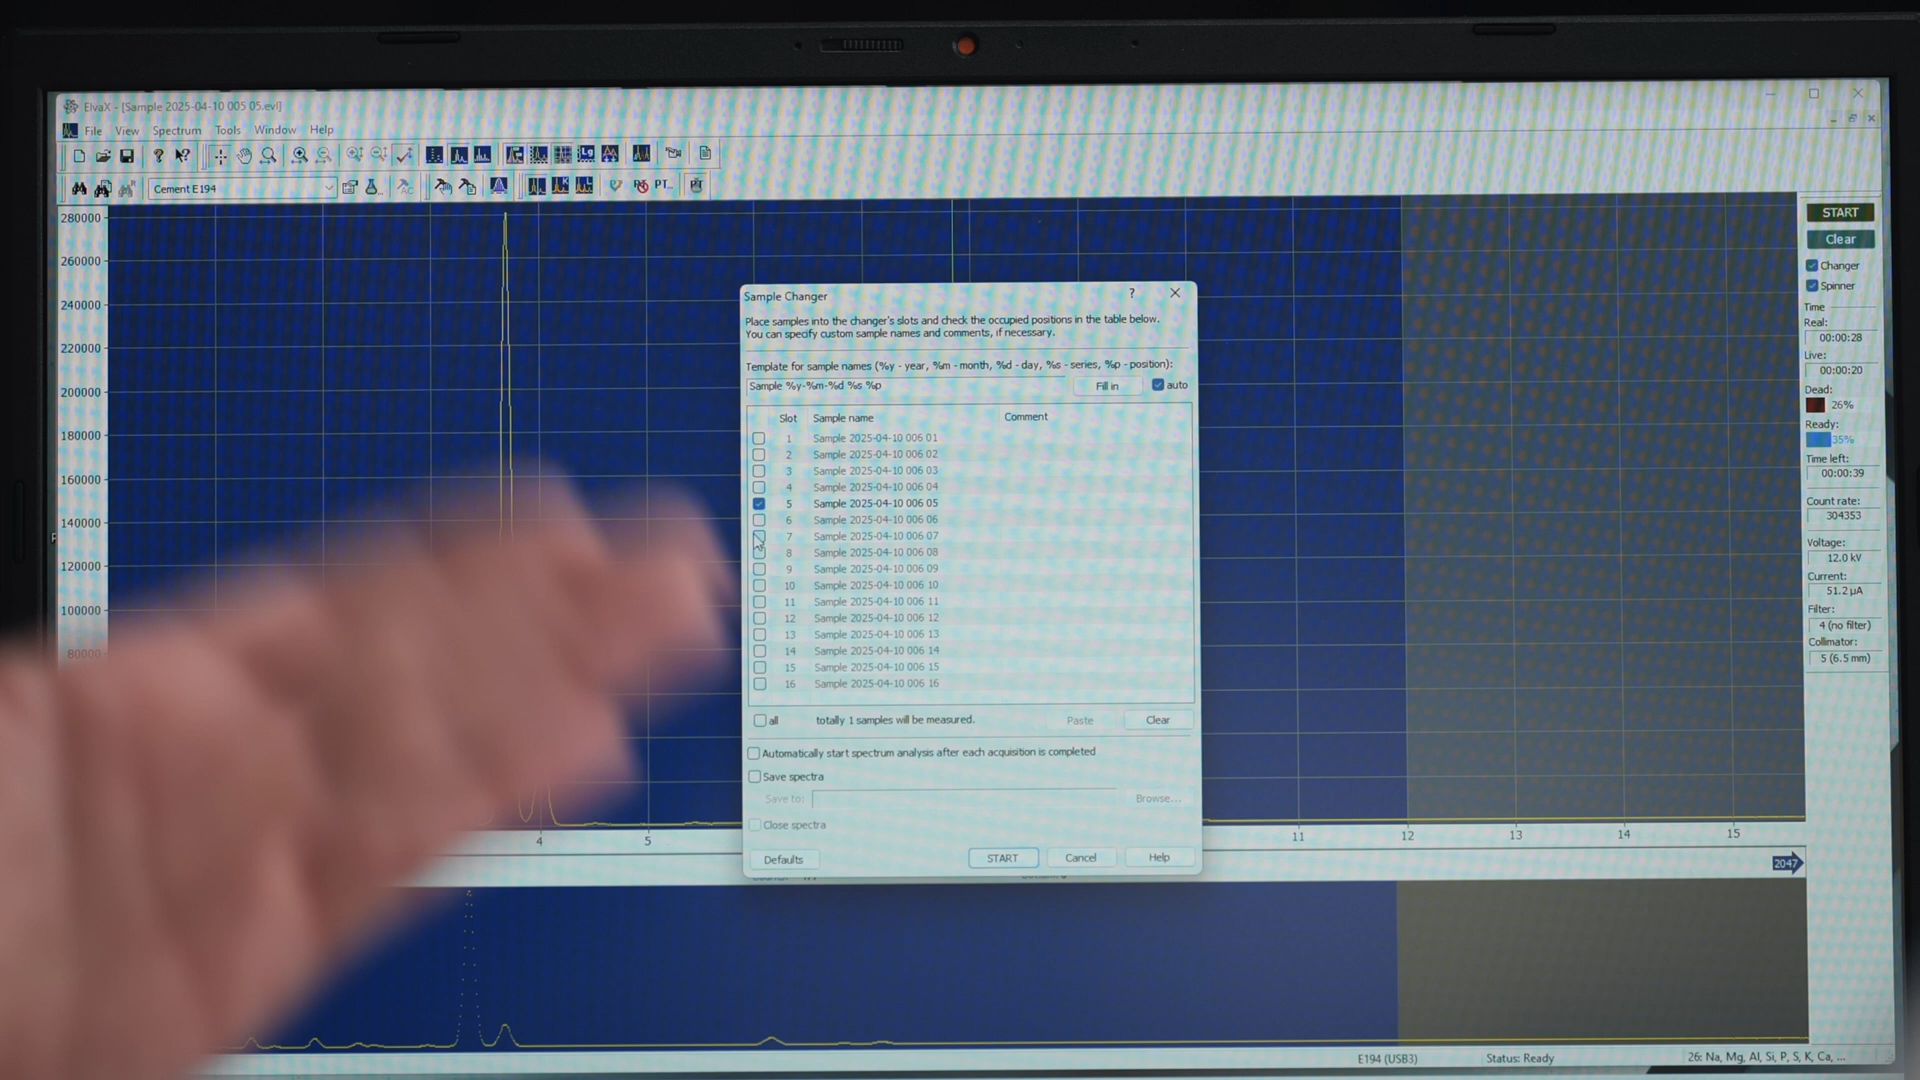 ElvaX - [Sample 2025-04-10 005 05.evl]
File View Spectrum Tools Window Help
Lg
Cement E194
AC
PT...
280000
260000
240000
220000
200000
180000
160000
140000
120000
100000
80000
4 5 11 12 13 14 15
2047
Sample Changer
?
Place samples into the changer's slots and check the occupied positions in the table below.
You can specify custom sample names and comments, if necessary.
Template for sample names (%y - year, %m - month, %d - day, %s - series, %p - position):
Sample %y-%m-%d %s %p Fill in auto
Slot Sample name Comment
1 Sample 2025-04-10 006 01
2 Sample 2025-04-10 006 02
3 Sample 2025-04-10 006 03
4 Sample 2025-04-10 006 04
5 Sample 2025-04-10 006 05
6 Sample 2025-04-10 006 06
7 Sample 2025-04-10 006 07
8 Sample 2025-04-10 006 08
9 Sample 2025-04-10 006 09
10 Sample 2025-04-10 006 10
11 Sample 2025-04-10 006 11
12 Sample 2025-04-10 006 12
13 Sample 2025-04-10 006 13
14 Sample 2025-04-10 006 14
15 Sample 2025-04-10 006 15
16 Sample 2025-04-10 006 16
all totally 1 samples will be measured. Paste Clear
Automatically start spectrum analysis after each acquisition is completed
Save spectra
Save to: Browse...
Close spectra
Defaults START Cancel Help
START
Clear
Changer
Spinner
Time
Real:
00:00:28
Live:
00:00:20
Dead:
26%
Ready:
35%
Time left:
00:00:39
Count rate:
304353
Voltage:
12.0 kV
Current:
51.2 µA
Filter:
4 (no filter)
Collimator:
5 (6.5 mm)
E194 (USB3) Status: Ready 26: Na, Mg, Al, Si, P, S, K, Ca, ...